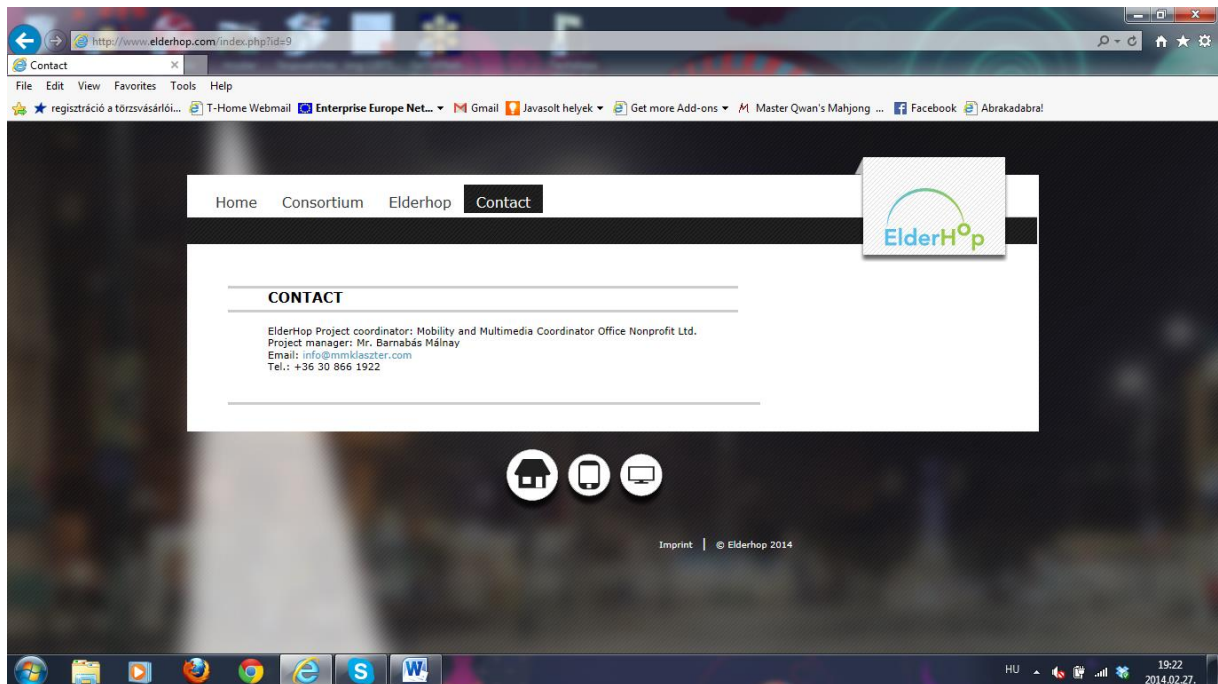 http://www.elderhop.com/index.php?id=9
Contact
File Edit View Favorites Tools Help
regisztráció a törzsvásárlói... T-Home Webmail Enterprise Europe Net... Gmail Javasolt helyek Get more Add-ons Master Qwan's Mahjong ... Facebook Abrakadabra!
Home Consortium Elderhop Contact
ElderHop
CONTACT
ElderHop Project coordinator: Mobility and Multimedia Coordinator Office Nonprofit Ltd.
Project manager: Mr. Barnabás Málnay
Email: info@mmklaszter.com
Tel.: +36 30 866 1922
Imprint | © Elderhop 2014
HU 19:22
2014.02.27.